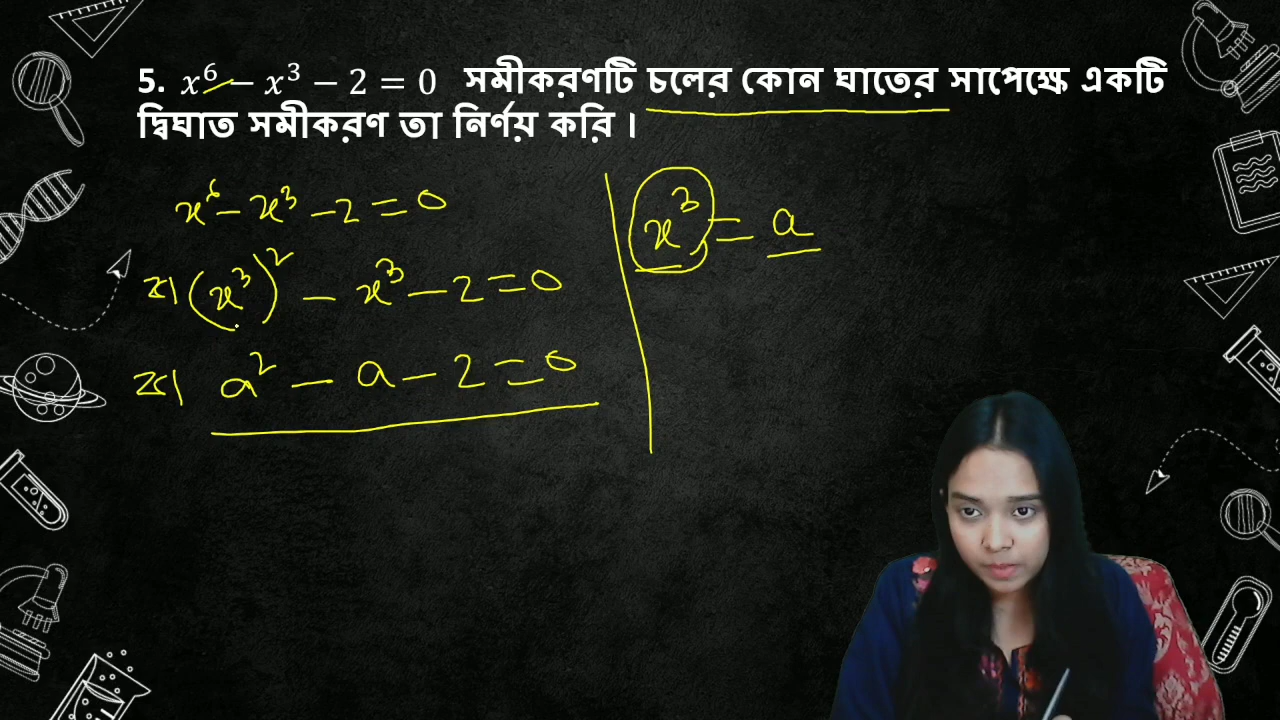 5. x⁶ − x³ − 2 = 0 সমীকরণটি চলের কোন ঘাতের সাপেক্ষে একটি
দ্বিঘাত সমীকরণ তা নির্ণয় করি ।
x⁶ − x³ − 2 = 0
বা (x³)² − x³ − 2 = 0
বা a² − a − 2 = 0
x³ = a